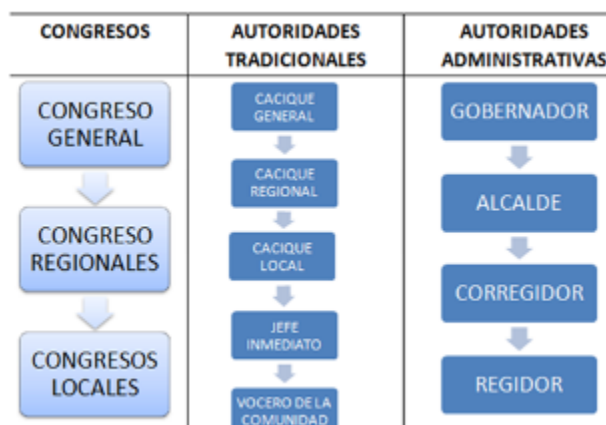 CONGRESOS
AUTORIDADES
TRADICIONALES
AUTORIDADES
ADMINISTRATIVAS
CONGRESO
GENERAL
CONGRESO
REGIONALES
CONGRESOS
LOCALES
CACIQUE
GENERAL
CACIQUE
REGIONAL
CACIQUE
LOCAL
JEFE
INMEDIATO
VOCERO DE LA
COMUNIDAD
GOBERNADOR
ALCALDE
CORREGIDOR
REGIDOR